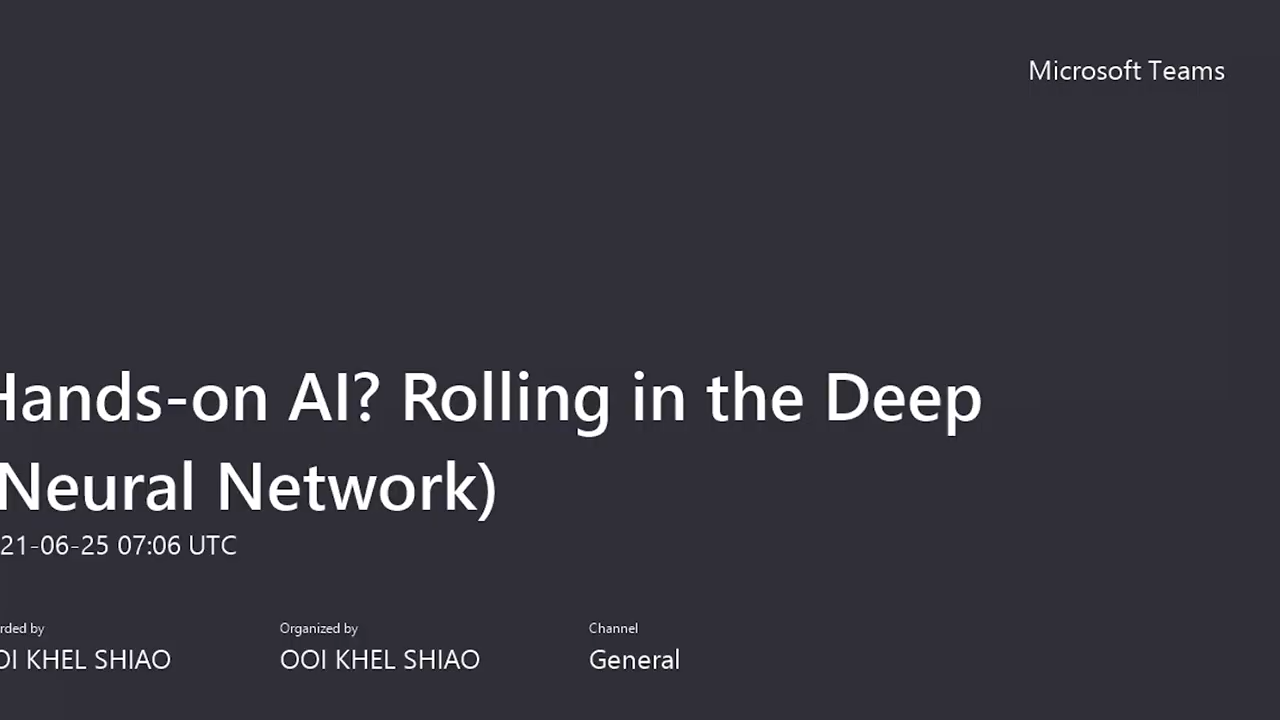 Microsoft Teams
Hands-on AI? Rolling in the Deep
Neural Network)
21-06-25 07:06 UTC
rded by
Organized by
Channel
OI KHEL SHIAO
OOI KHEL SHIAO
General